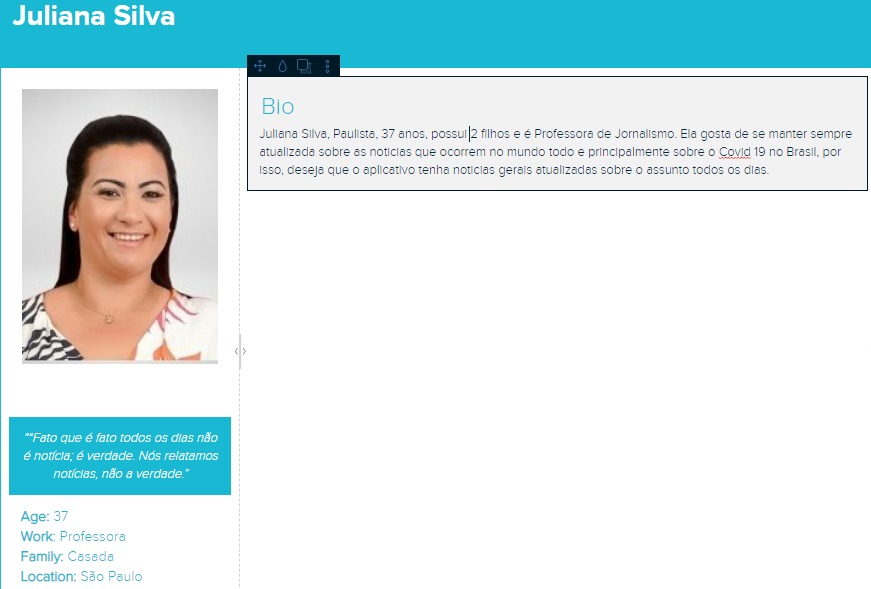 Juliana Silva
Bio
Juliana Silva, Paulista, 37 anos, possui 2 filhos e é Professora de Jornalismo. Ela gosta de se manter sempre
atualizada sobre as noticias que ocorrem no mundo todo e principalmente sobre o Covid 19 no Brasil, por
isso, deseja que o aplicativo tenha noticias gerais atualizadas sobre o assunto todos os dias.
"“Fato que é fato todos os dias não
é notícia; é verdade. Nós relatamos
notícias, não a verdade.”
Age: 37
Work: Professora
Family: Casada
Location: São Paulo